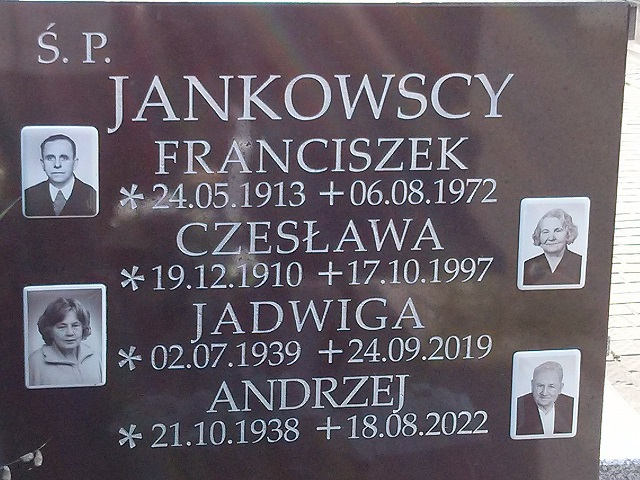 Ś. P.
JANKOWSCY
FRANCISZEK
* 24.05.1913 + 06.08.1972
CZESŁAWA
* 19.12.1910 + 17.10.1997
JADWIGA
* 02.07.1939 + 24.09.2019
ANDRZEJ
* 21.10.1938 + 18.08.2022